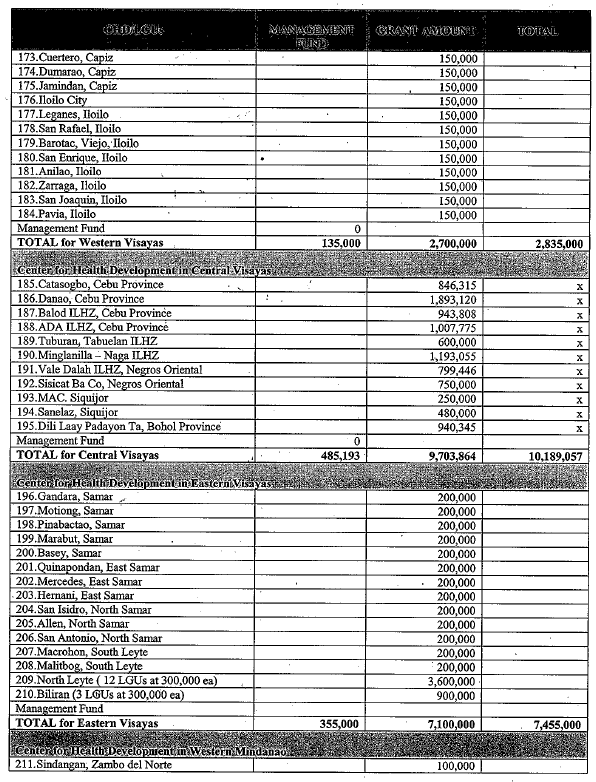 CHD/LGUs MANAGEMENT FUND GRANT AMOUNT TOTAL
173.Cuertero, Capiz 150,000
174.Dumarao, Capiz 150,000
175.Jamindan, Capiz 150,000
176.Iloilo City 150,000
177.Leganes, Iloilo 150,000
178.San Rafael, Iloilo 150,000
179.Barotac, Viejo, Iloilo 150,000
180.San Enrique, Iloilo 150,000
181.Anilao, Iloilo 150,000
182.Zarraga, Iloilo 150,000
183.San Joaquin, Iloilo 150,000
184.Pavia, Iloilo 150,000
Management Fund 0
TOTAL for Western Visayas 135,000 2,700,000 2,835,000
Center for Health Development in Central Visayas
185.Catasogbo, Cebu Province 846,315 x
186.Danao, Cebu Province 1,893,120 x
187.Balod ILHZ, Cebu Province 943,808 x
188.ADA ILHZ, Cebu Province 1,007,775 x
189.Tuburan, Tabuelan ILHZ 600,000 x
190.Minglanilla – Naga ILHZ 1,193,055 x
191.Vale Dalah ILHZ, Negros Oriental 799,446 x
192.Sisicat Ba Co, Negros Oriental 750,000 x
193.MAC. Siquijor 250,000 x
194.Sanelaz, Siquijor 480,000 x
195.Dili Laay Padayon Ta, Bohol Province 940,345 x
Management Fund 0
TOTAL for Central Visayas 485,193 9,703,864 10,189,057
Center for Health Development in Eastern Visayas
196.Gandara, Samar 200,000
197.Motiong, Samar 200,000
198.Pinabactao, Samar 200,000
199.Marabut, Samar 200,000
200.Basey, Samar 200,000
201.Quinapondan, East Samar 200,000
202.Mercedes, East Samar 200,000
203.Hernani, East Samar 200,000
204.San Isidro, North Samar 200,000
205.Allen, North Samar 200,000
206.San Antonio, North Samar 200,000
207.Macrohon, South Leyte 200,000
208.Malitbog, South Leyte 200,000
209.North Leyte ( 12 LGUs at 300,000 ea) 3,600,000
210.Biliran (3 LGUs at 300,000 ea) 900,000
Management Fund
TOTAL for Eastern Visayas 355,000 7,100,000 7,455,000
Center for Health Development in Western Mindanao
211.Sindangan, Zambo del Norte 100,000